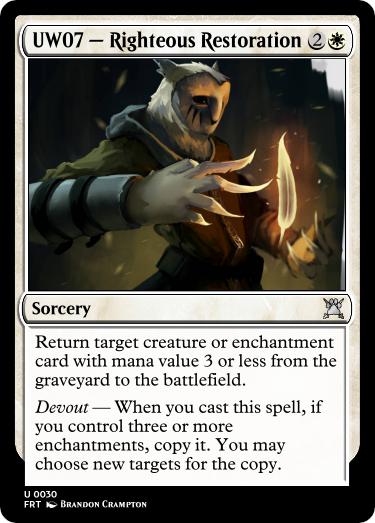 UW07 — Righteous Restoration 2
Sorcery
Return target creature or enchantment
card with mana value 3 or less from the
graveyard to the battlefield.
Devout — When you cast this spell, if
you control three or more
enchantments, copy it. You may
choose new targets for the copy.
U 0030
FRT Brandon Crampton